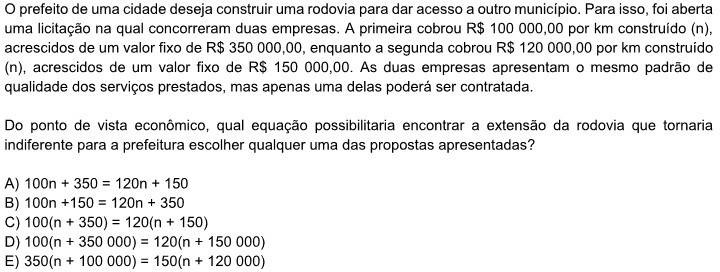 O prefeito de uma cidade deseja construir uma rodovia para dar acesso a outro município. Para isso, foi aberta
uma licitação na qual concorreram duas empresas. A primeira cobrou R$ 100 000,00 por km construído (n),
acrescidos de um valor fixo de R$ 350 000,00, enquanto a segunda cobrou R$ 120 000,00 por km construído
(n), acrescidos de um valor fixo de R$ 150 000,00. As duas empresas apresentam o mesmo padrão de
qualidade dos serviços prestados, mas apenas uma delas poderá ser contratada.
Do ponto de vista econômico, qual equação possibilitaria encontrar a extensão da rodovia que tornaria
indiferente para a prefeitura escolher qualquer uma das propostas apresentadas?
A) 100n + 350 = 120n + 150
B) 100n +150 = 120n + 350
C) 100(n + 350) = 120(n + 150)
D) 100(n + 350 000) = 120(n + 150 000)
E) 350(n + 100 000) = 150(n + 120 000)